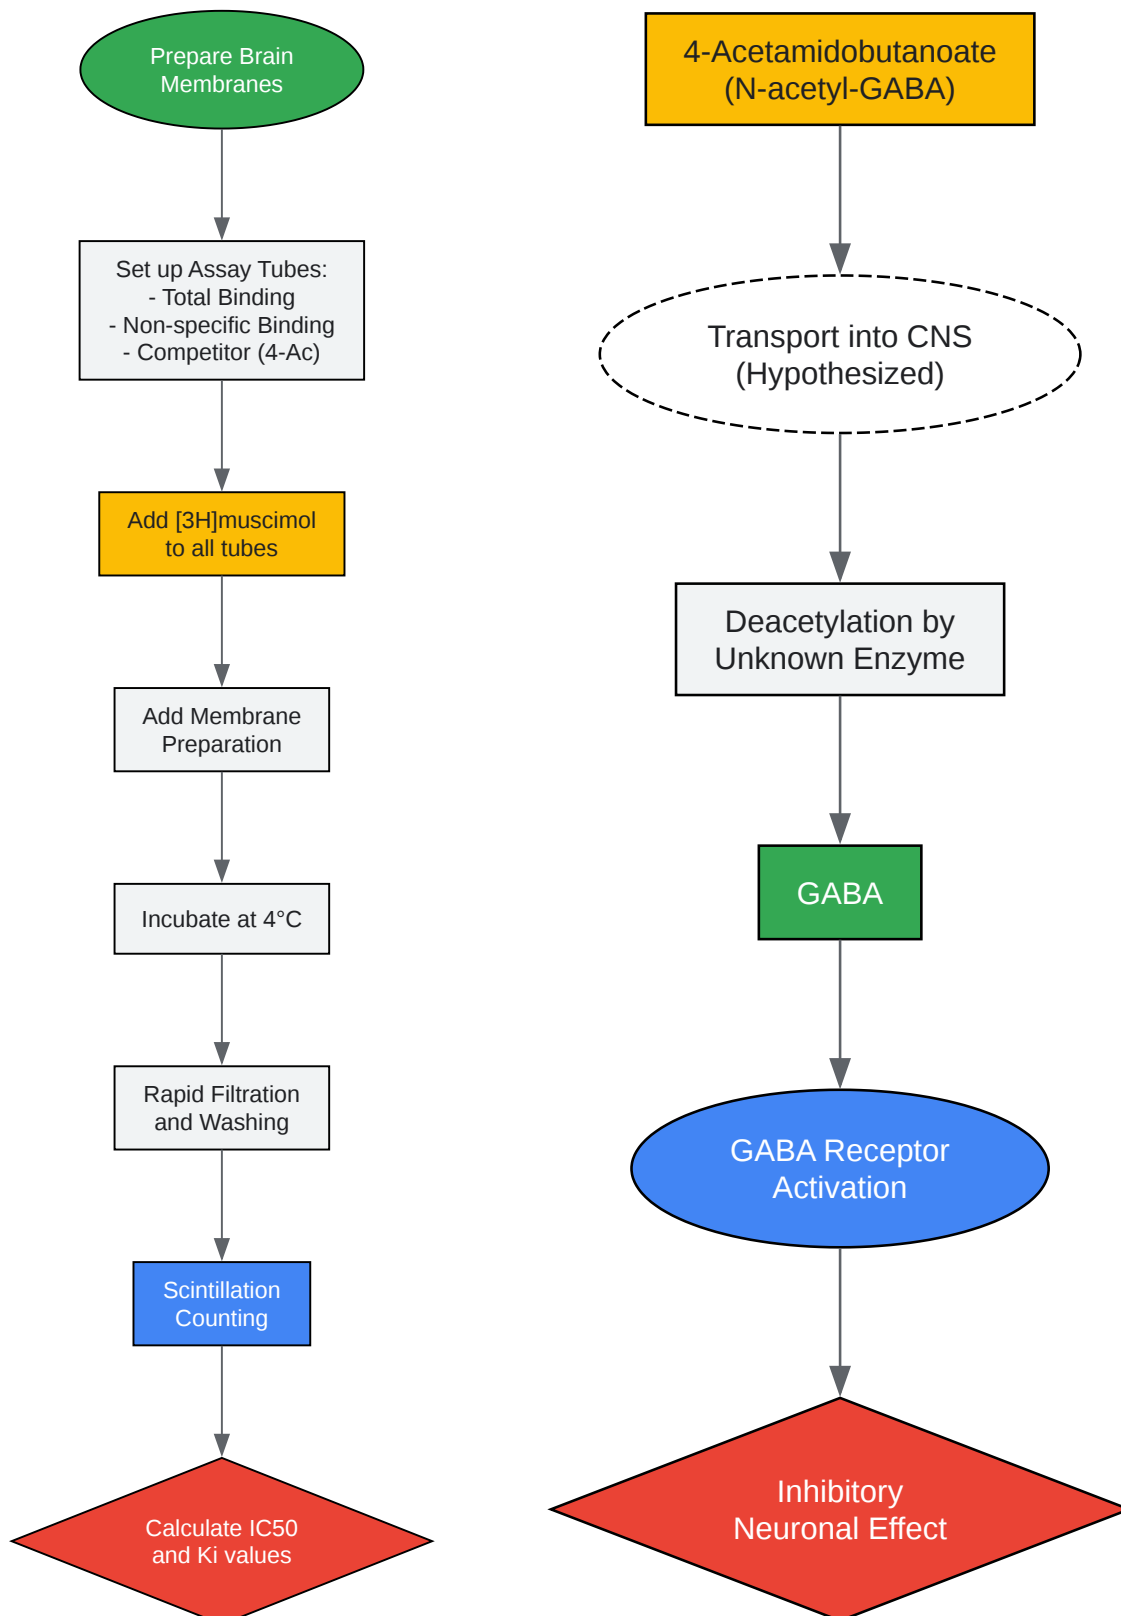 Prepare Brain
Membranes
Set up Assay Tubes:
- Total Binding
- Non-specific Binding
- Competitor (4-Ac)
Add [3H]muscimol
to all tubes
Add Membrane
Preparation
Incubate at 4°C
Rapid Filtration
and Washing
Scintillation
Counting
Calculate IC50
and Ki values
4-Acetamidobutanoate
(N-acetyl-GABA)
Transport into CNS
(Hypothesized)
Deacetylation by
Unknown Enzyme
GABA
GABA Receptor
Activation
Inhibitory
Neuronal Effect